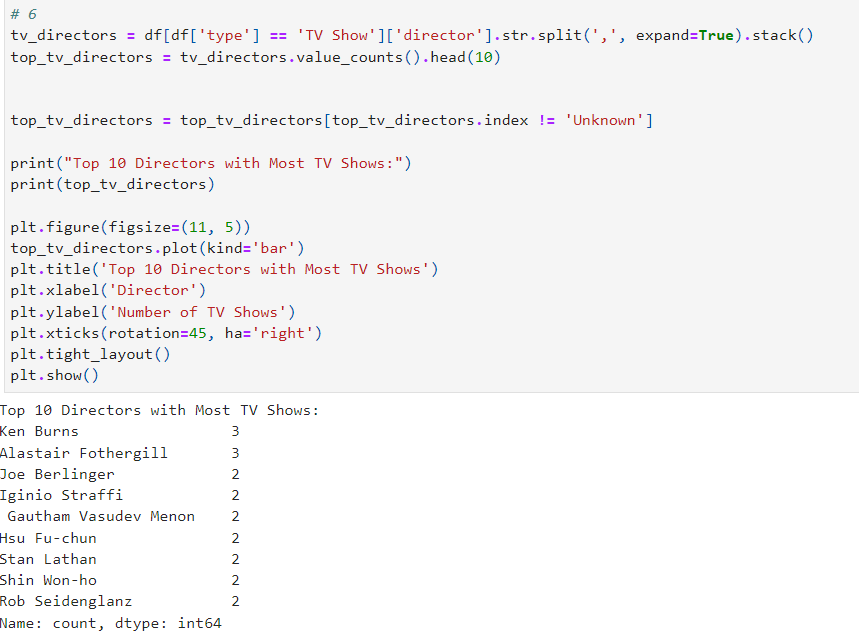 # 6
tv_directors = df[df['type'] == 'TV Show']['director'].str.split(',', expand=True).stack()
top_tv_directors = tv_directors.value_counts().head(10)
top_tv_directors = top_tv_directors[top_tv_directors.index != 'Unknown']
print("Top 10 Directors with Most TV Shows:")
print(top_tv_directors)
plt.figure(figsize=(11, 5))
top_tv_directors.plot(kind='bar')
plt.title('Top 10 Directors with Most TV Shows')
plt.xlabel('Director')
plt.ylabel('Number of TV Shows')
plt.xticks(rotation=45, ha='right')
plt.tight_layout()
plt.show()
Top 10 Directors with Most TV Shows:
Ken Burns                 3
Alastair Fothergill       3
Joe Berlinger             2
Iginio Straffi            2
 Gautham Vasudev Menon    2
Hsu Fu-chun               2
Stan Lathan               2
Shin Won-ho               2
Rob Seidenglanz           2
Name: count, dtype: int64